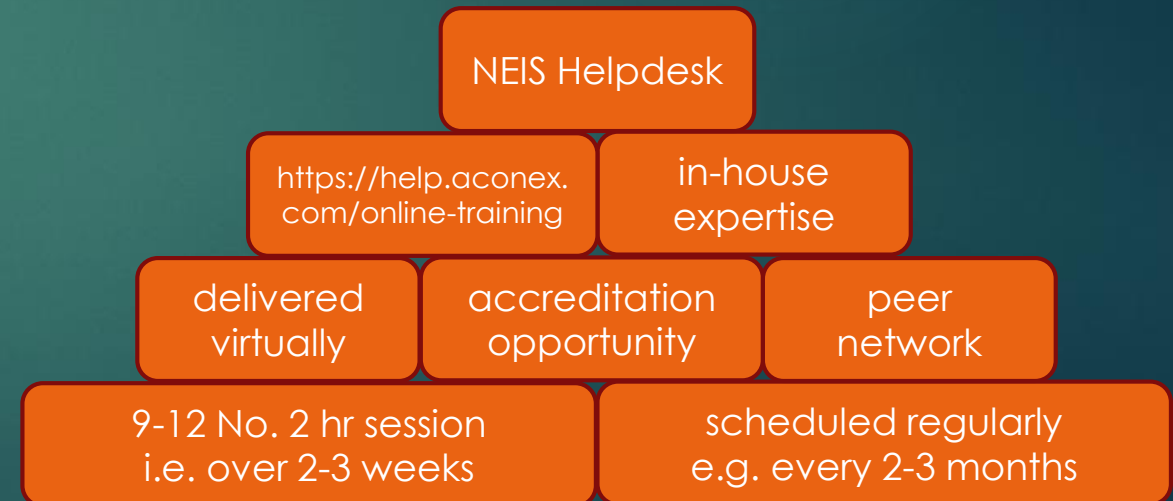 NEIS Helpdesk
https://help.aconex.
com/online-training
in-house
expertise
delivered
virtually
accreditation
opportunity
peer
network
9-12 No. 2 hr session
i.e. over 2-3 weeks
scheduled regularly
e.g. every 2-3 months